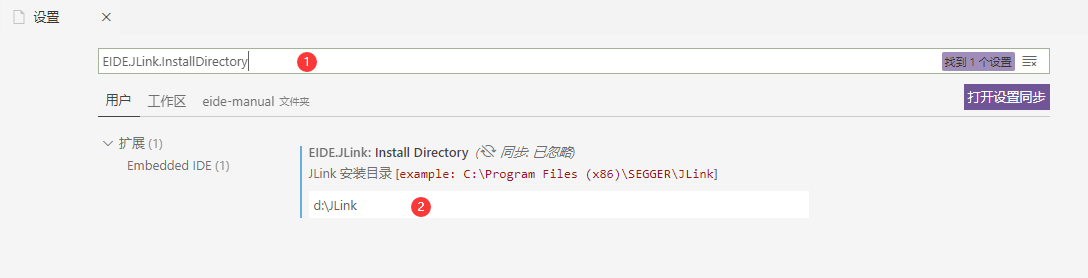 设置
EIDEJLink.InstallDirectory 1 找到 1 个设置
用户 工作区 eide-manual 文件夹 打开设置同步
扩展 (1)
Embedded IDE (1)
EIDE.JLink: Install Directory (同步: 已忽略)
JLink 安装目录 [example: C:\Program Files (x86)\SEGGER\JLink]
d:\JLink 2